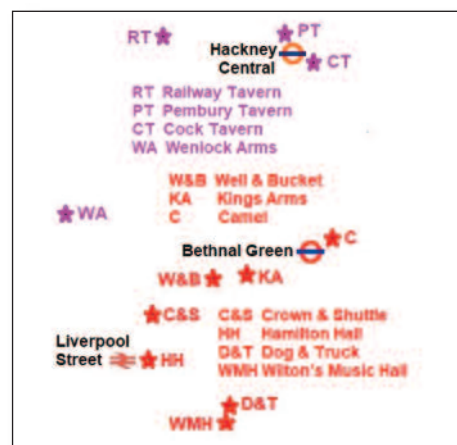 RT PT
Hackney
Central
CT
RT Railway Tavern
PT Pembury Tavern
CT Cock Tavern
WA Wenlock Arms
W&B Well & Bucket
KA Kings Arms
C Camel
WA
C
Bethnal Green
W&B KA
C&S
C&S Crown & Shuttle
HH Hamilton Hall
D&T Dog & Truck
WMH Wilton's Music Hall
Liverpool
Street
HH
D&T
WMH